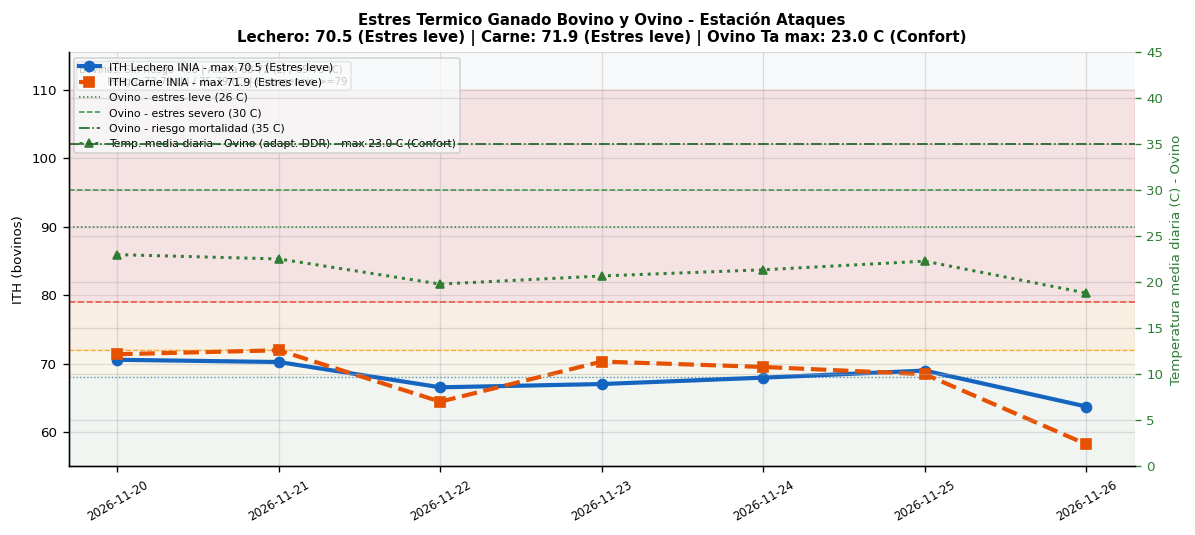 Estres Termico Ganado Bovino y Ovino - Estación Ataques
Lechero: 70.5 (Estres leve) | Carne: 71.9 (Estres leve) | Ovino Ta max: 23.0 C (Confort)
ITH Lechero INIA - max 70.5 (Estres leve)
ITH Carne INIA - max 71.9 (Estres leve)
Ovino - estres leve (26 C)
Ovino - estres severo (30 C)
Ovino - riesgo mortalidad (35 C)
Temp. media diaria - Ovino (adapt. DDR) - max 23.0 C (Confort)
ITH (bovinos)
110
100
90
80
70
60
45
40
35
30
25
20
15
10
5
0
Temperatura media diaria (C) - Ovino
2026-11-20
2026-11-21
2026-11-22
2026-11-23
2026-11-24
2026-11-25
2026-11-26